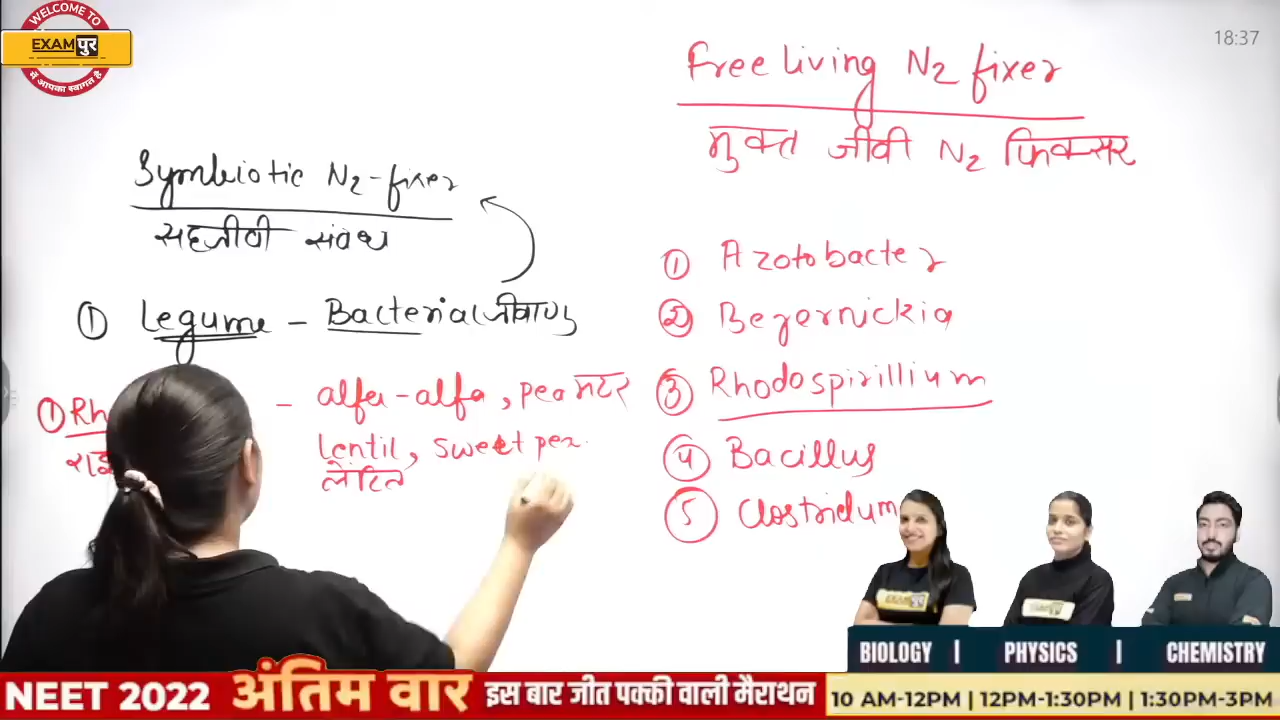 WELCOME TO
EXAMपुर
में आपका स्वागत है
18:37
Free living N2 fixer
मुक्त जीवी N2 फिक्सर
Symbiotic N2-fixer
सहजीवी संबंध
① Legume - Bacterial जीवाणु
① Rh
राइ
- alfa-alfa, pea मटर
lentil, sweet pea
लेंटिल
① Azotobacter
② Bejernickia
③ Rhodospirillium
④ Bacillus
⑤ Clostridum
EXAMपुर
BIOLOGY | PHYSICS | CHEMISTRY
NEET 2022 अंतिम वार इस बार जीत पक्की वाली मैराथन
10 AM-12PM | 12PM-1:30PM | 1:30PM-3PM